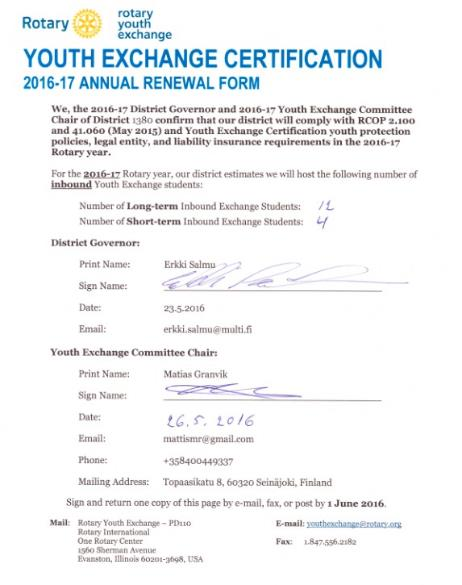 Rotary
rotary
youth
exchange
YOUTH EXCHANGE CERTIFICATION
2016-17 ANNUAL RENEWAL FORM
We, the 2016-17 District Governor and 2016-17 Youth Exchange Committee
Chair of District 1380 confirm that our district will comply with RCOP 2.100
and 41.060 (May 2015) and Youth Exchange Certification youth protection
policies, legal entity, and liability insurance requirements in the 2016-17
Rotary year.
For the 2016-17 Rotary year, our district estimates we will host the following number of
inbound Youth Exchange students:
Number of Long-term Inbound Exchange Students: 12
Number of Short-term Inbound Exchange Students: 4
District Governor:
Print Name: Erkki Salmu
Sign Name:
Date: 23.5.2016
Email: erkki.salmu@multi.fi
Youth Exchange Committee Chair:
Print Name: Matias Granvik
Sign Name:
Date: 26.5.2016
Email: mattismr@gmail.com
Phone: +358400449337
Mailing Address: Topaasikatu 8, 60320 Seinäjoki, Finland
Sign and return one copy of this page by e-mail, fax, or post by 1 June 2016.
Mail: Rotary Youth Exchange – PD110
Rotary International
One Rotary Center
1560 Sherman Avenue
Evanston, Illinois 60201-3698, USA
E-mail: youthexchange@rotary.org
Fax: 1.847.556.2182